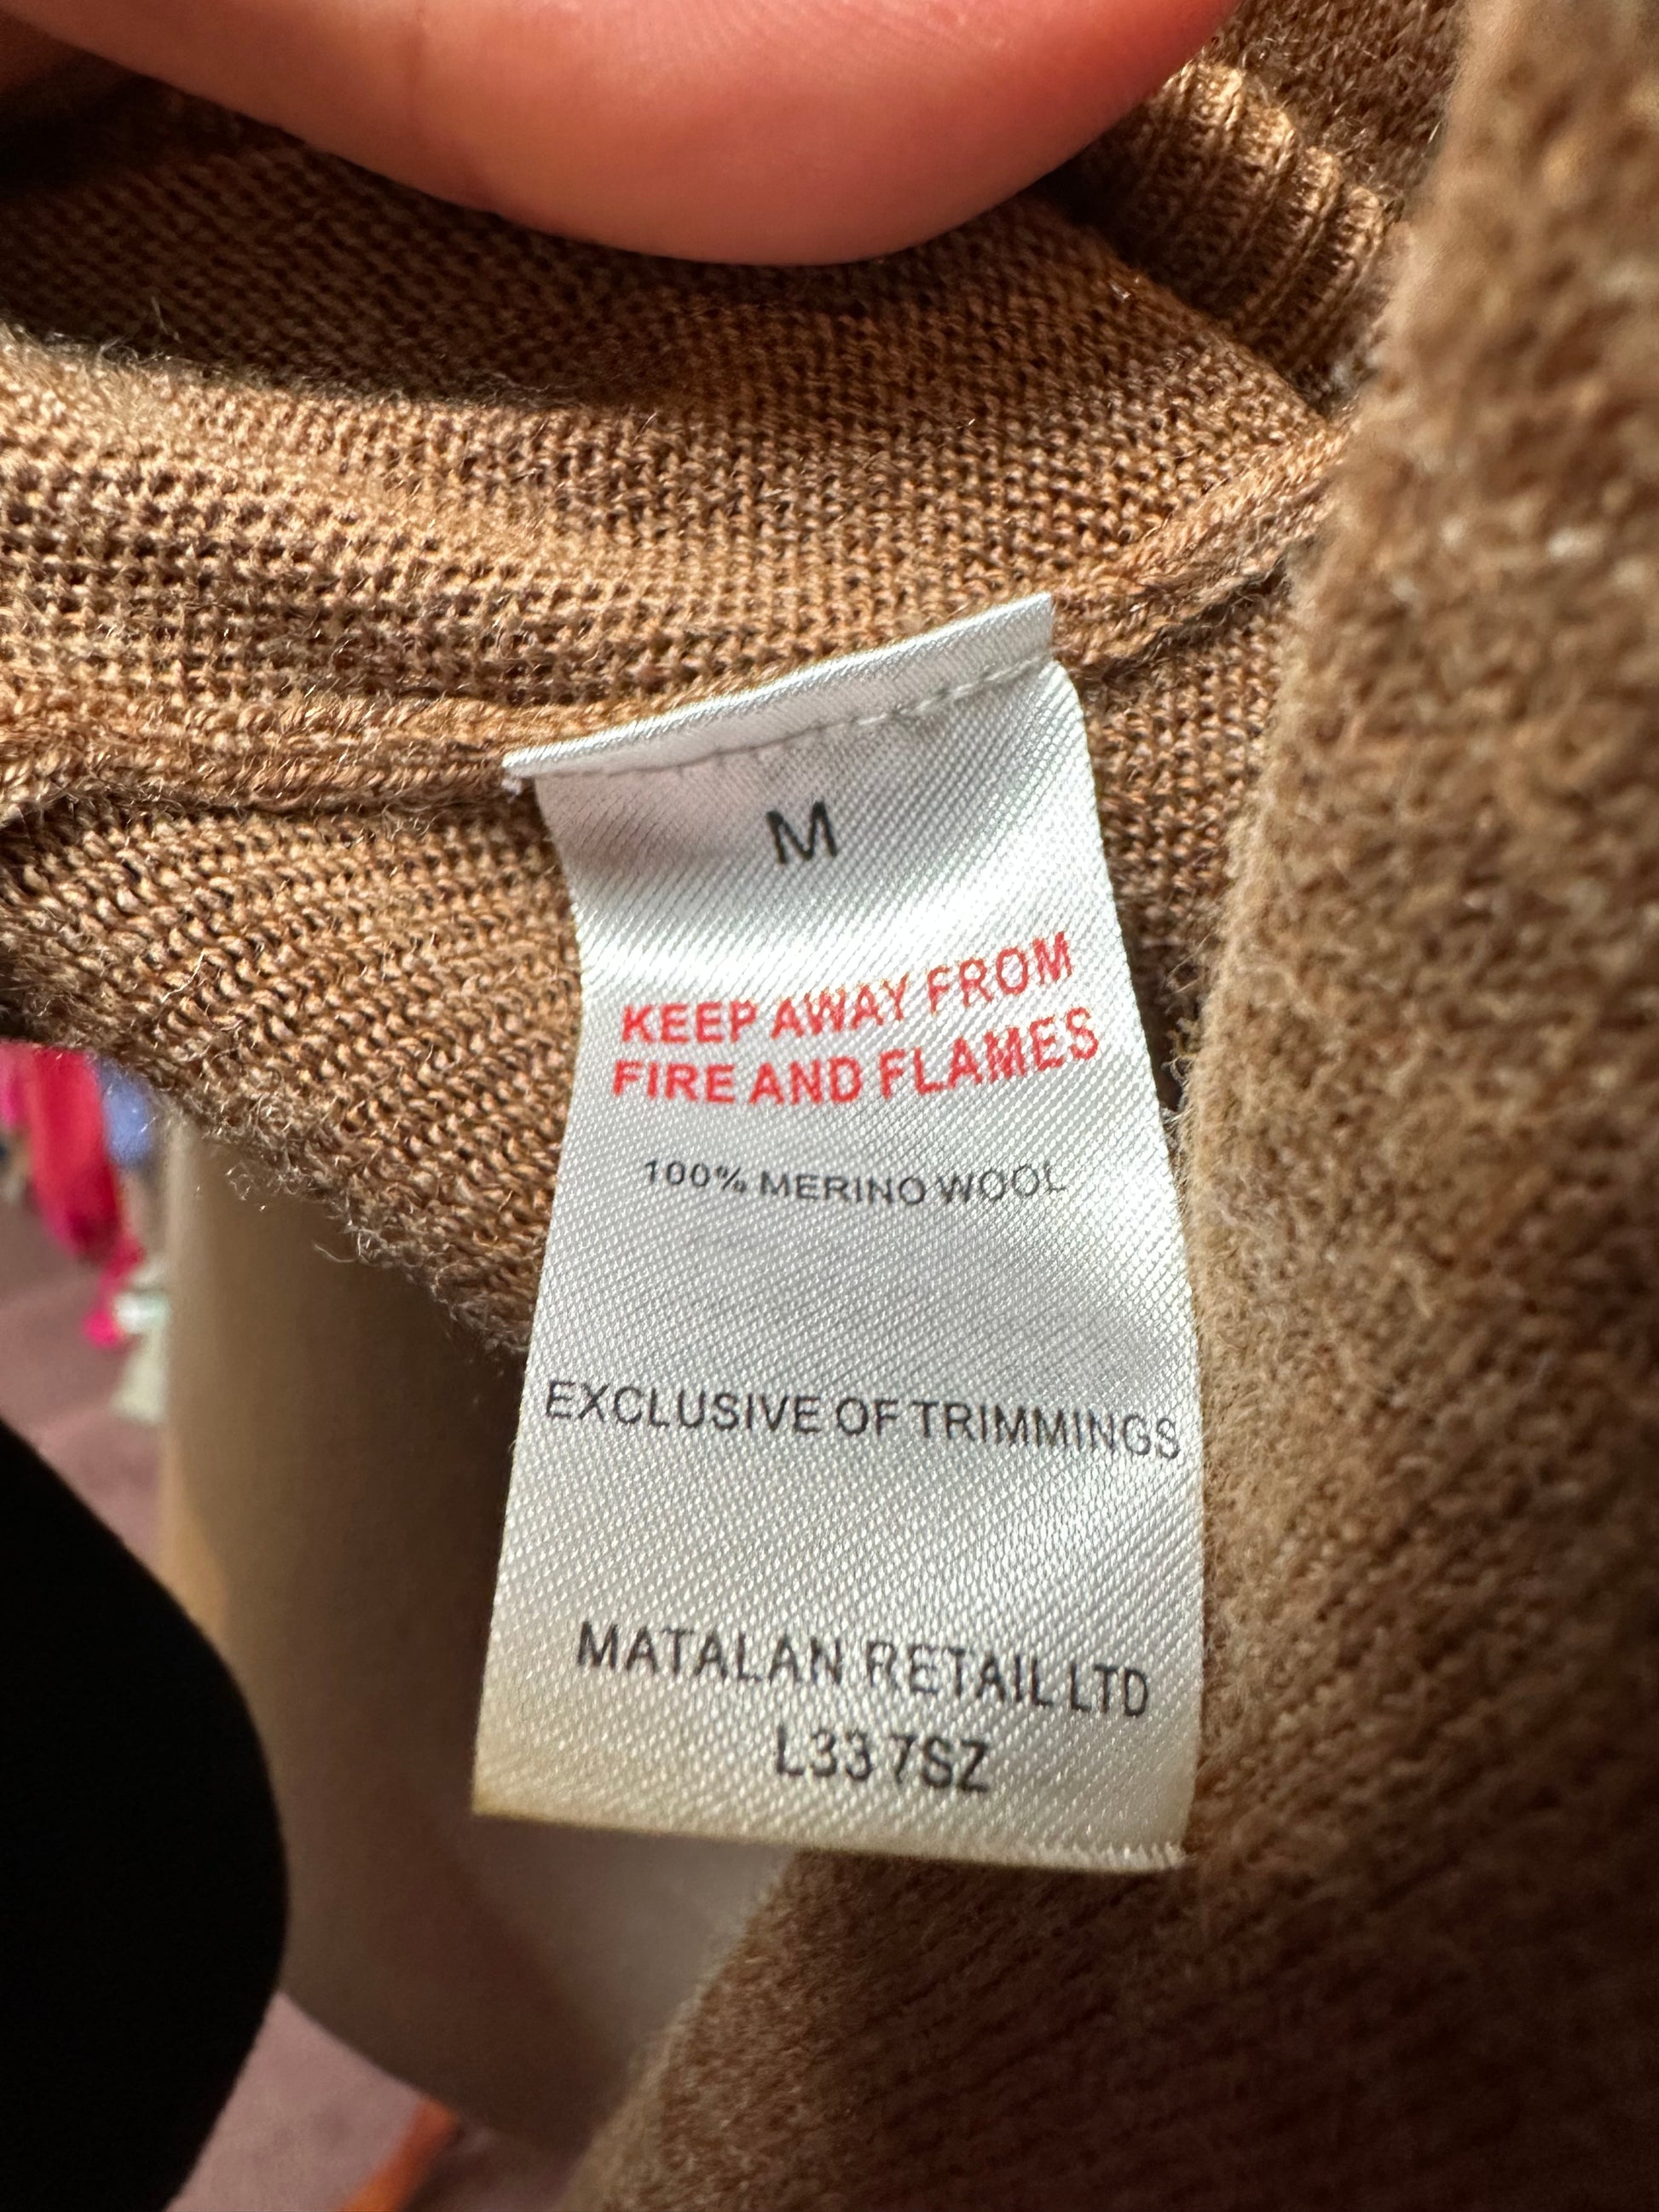 M
KEEP AWAY FROM
FIRE AND FLAMES
100% MERINO WOOL
EXCLUSIVE OF TRIMMINGS
MATALAN RETAIL LTD
L33 7SZ